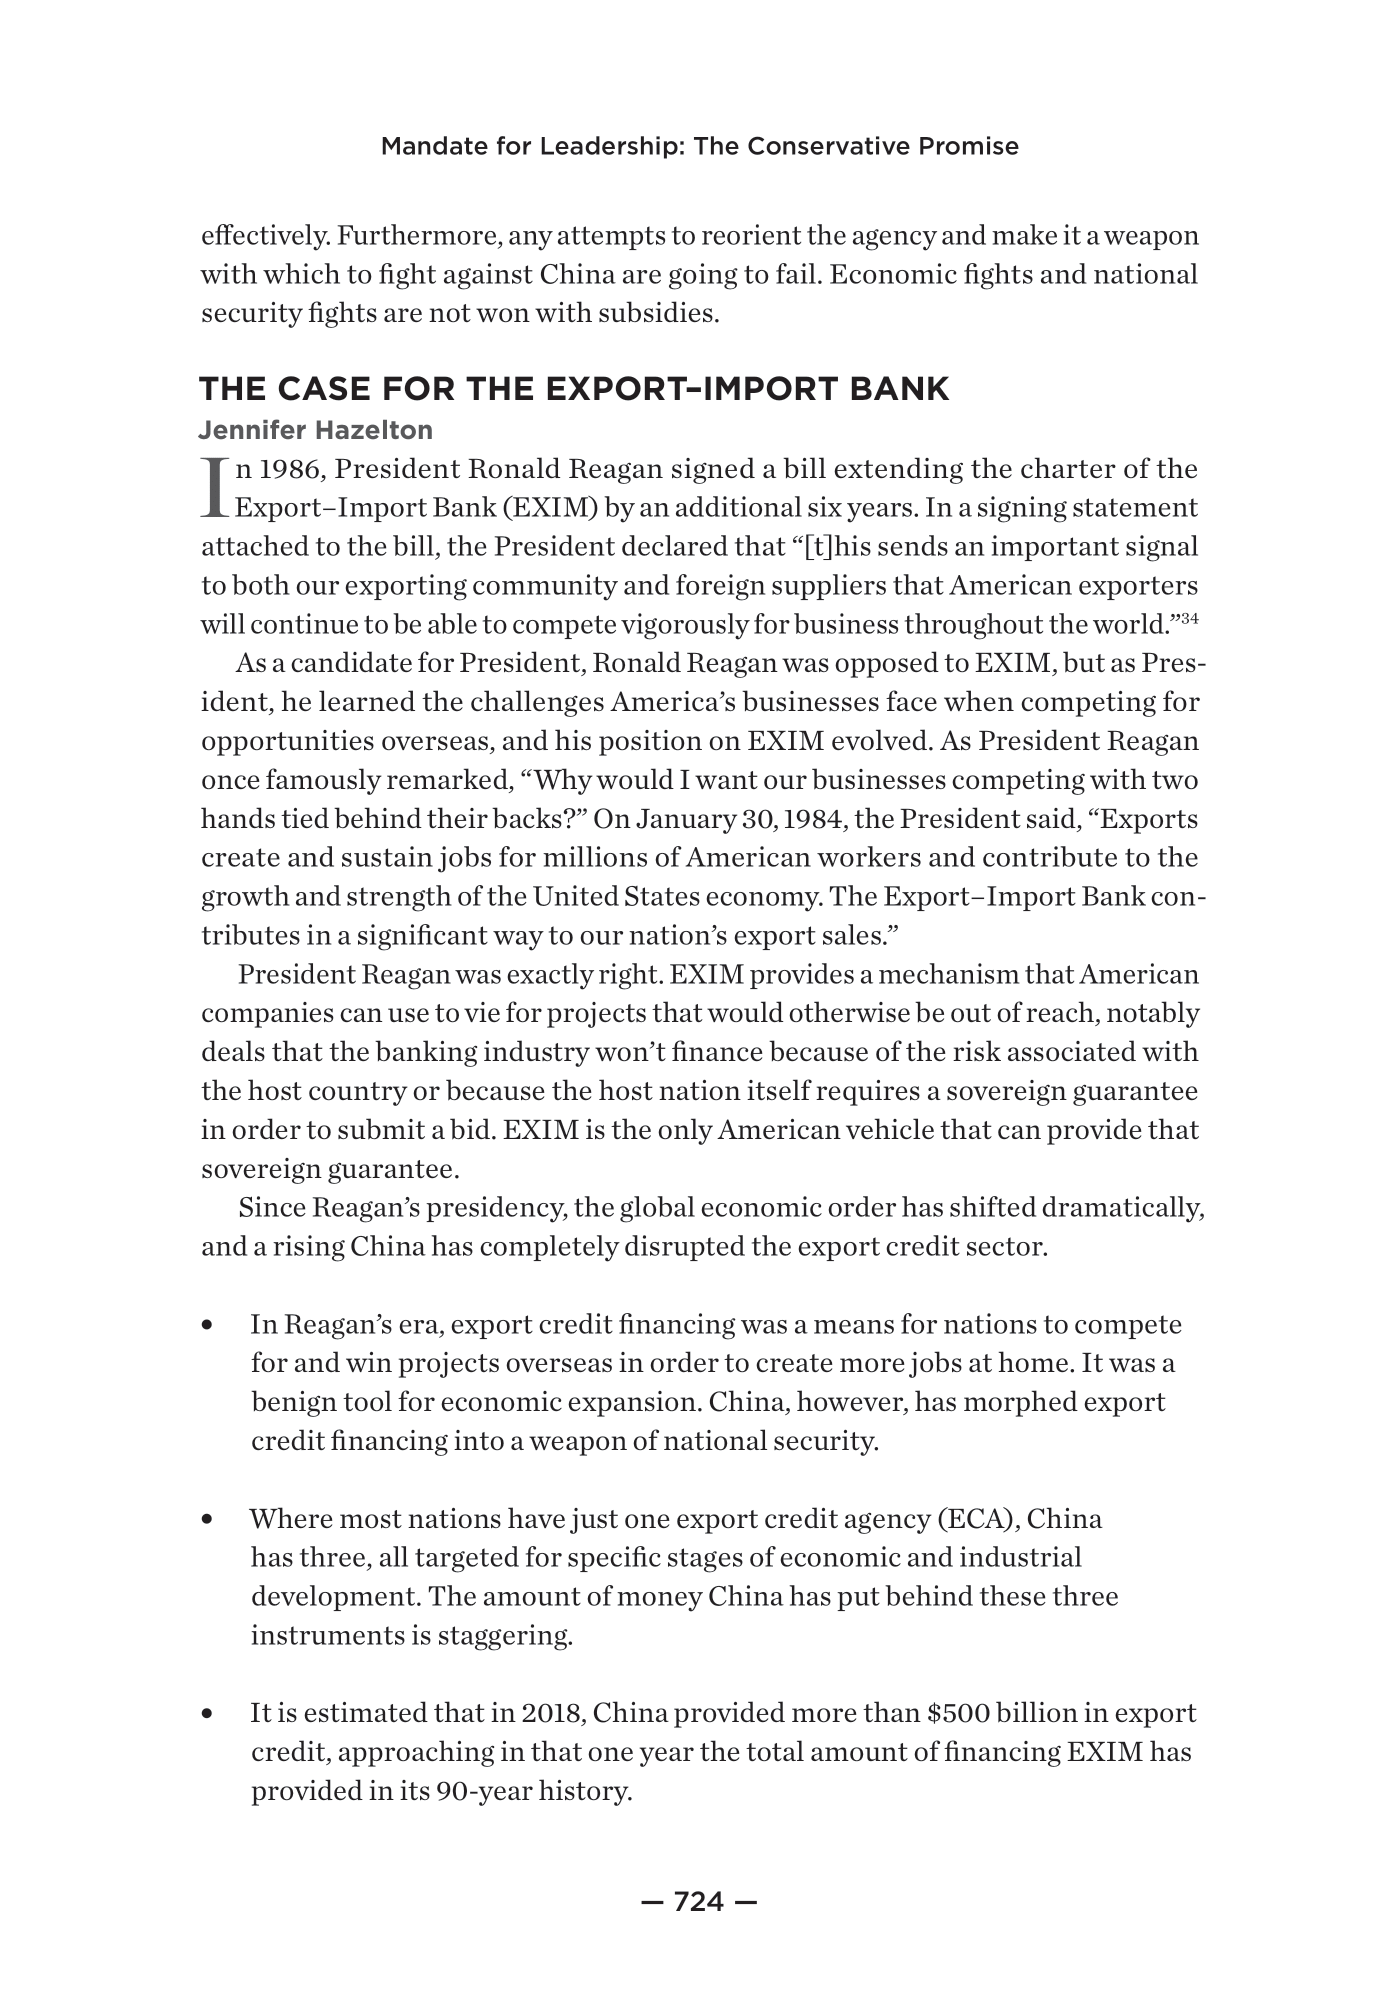 Mandate for Leadership: The Conservative Promise
effectively. Furthermore, any attempts to reorient the agency and make it a weapon
with which to fight against China are going to fail. Economic fights and national
security fights are not won with subsidies.
THE CASE FOR THE EXPORT–IMPORT BANK
Jennifer Hazelton
In 1986, President Ronald Reagan signed a bill extending the charter of the
Export–Import Bank (EXIM) by an additional six years. In a signing statement
attached to the bill, the President declared that “[t]his sends an important signal
to both our exporting community and foreign suppliers that American exporters
will continue to be able to compete vigorously for business throughout the world.”34
As a candidate for President, Ronald Reagan was opposed to EXIM, but as Pres-
ident, he learned the challenges America’s businesses face when competing for
opportunities overseas, and his position on EXIM evolved. As President Reagan
once famously remarked, “Why would I want our businesses competing with two
hands tied behind their backs?” On January 30, 1984, the President said, “Exports
create and sustain jobs for millions of American workers and contribute to the
growth and strength of the United States economy. The Export–Import Bank con-
tributes in a significant way to our nation’s export sales.”
President Reagan was exactly right. EXIM provides a mechanism that American
companies can use to vie for projects that would otherwise be out of reach, notably
deals that the banking industry won’t finance because of the risk associated with
the host country or because the host nation itself requires a sovereign guarantee
in order to submit a bid. EXIM is the only American vehicle that can provide that
sovereign guarantee.
Since Reagan’s presidency, the global economic order has shifted dramatically,
and a rising China has completely disrupted the export credit sector.
• In Reagan’s era, export credit financing was a means for nations to compete
for and win projects overseas in order to create more jobs at home. It was a
benign tool for economic expansion. China, however, has morphed export
credit financing into a weapon of national security.
• Where most nations have just one export credit agency (ECA), China
has three, all targeted for specific stages of economic and industrial
development. The amount of money China has put behind these three
instruments is staggering.
• It is estimated that in 2018, China provided more than $500 billion in export
credit, approaching in that one year the total amount of financing EXIM has
provided in its 90-year history.
— 724 —